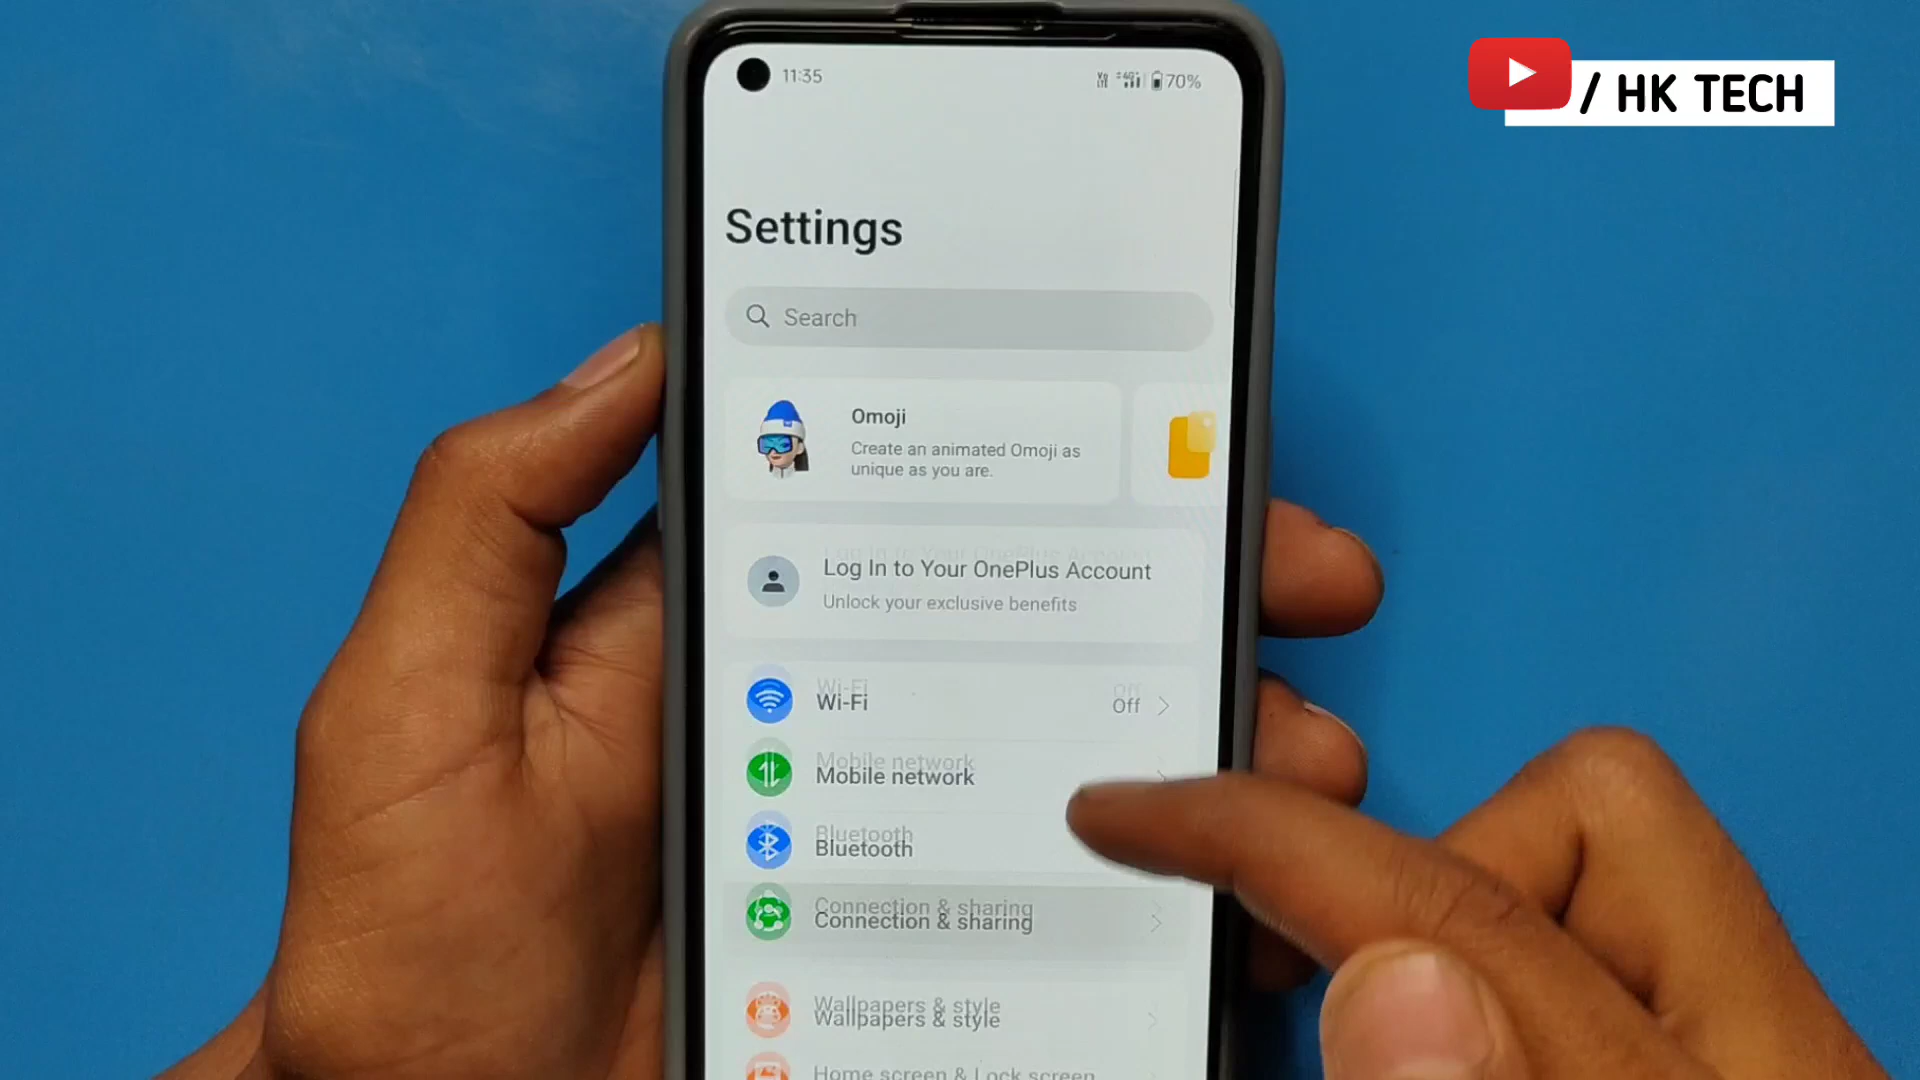 11:35
70%
/ HK TECH
Settings
Search
Omoji
Create an animated Omoji as
unique as you are.
Log In to Your OnePlus Account
Unlock your exclusive benefits
Wi-Fi
Off
Mobile network
Bluetooth
Connection & sharing
Wallpapers & style
Home screen & Lock screen